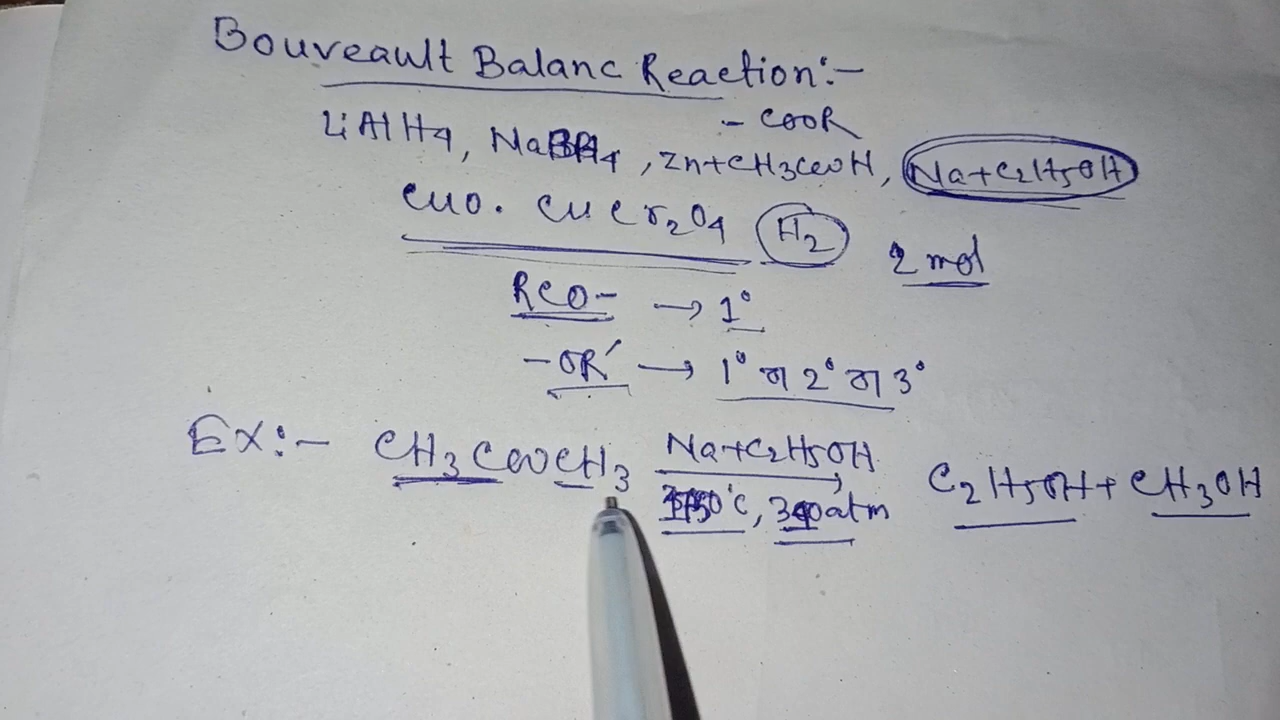 Bouveault Balanc Reaction:-
- COOR
LiAlH4, NaBH4, Zn+CH3COOH, Na+C2H5OH
CuO. CuCr2O4 H2
2 mol
RCO- → 1°
-OR' → 1° বা 2° বা 3°
EX:- CH3COOCH3 Na+C2H5OH C2H5OH + CH3OH
°C, atm